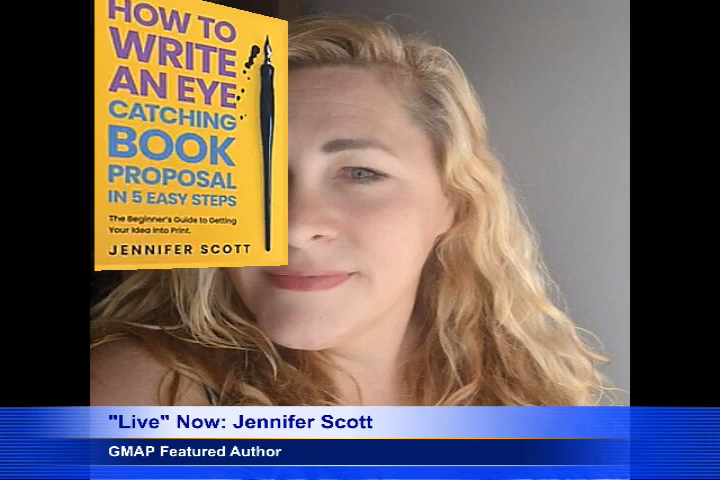 HOW TO
WRITE
AN EYE
CATCHING
BOOK
PROPOSAL
IN 5 EASY STEPS
The Beginner's Guide to Getting
Your Idea Into Print.
JENNIFER SCOTT
"Live" Now: Jennifer Scott
GMAP Featured Author